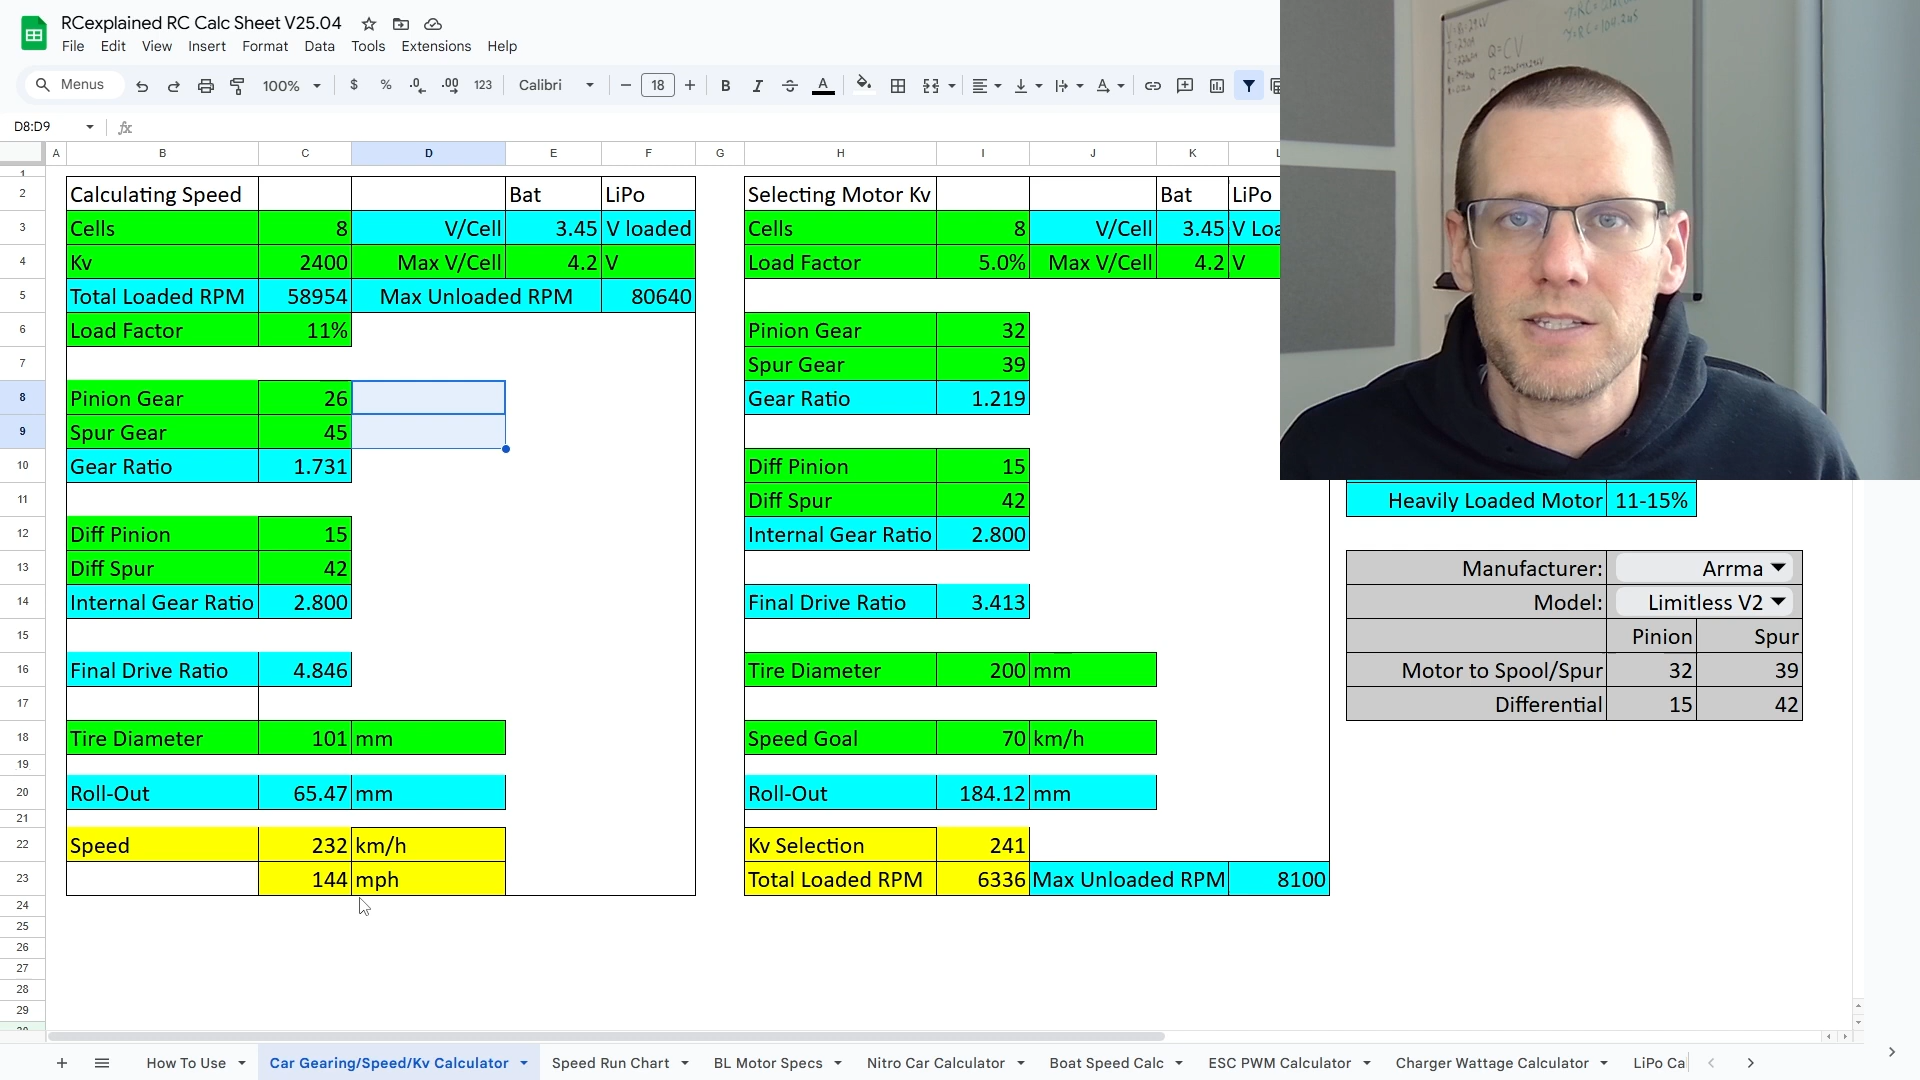 RCexplained RC Calc Sheet V25.04
File Edit View Insert Format Data Tools Extensions Help
Menus 100% $ % .0 .00 123 Calibri 18 B I A
D8:D9 fx
A B C D E F G H I J K L
Calculating Speed Bat LiPo Selecting Motor Kv Bat LiPo
Cells 8 V/Cell 3.45 V loaded Cells 8 V/Cell 3.45 V Loa
Kv 2400 Max V/Cell 4.2 V Load Factor 5.0% Max V/Cell 4.2 V
Total Loaded RPM 58954 Max Unloaded RPM 80640
Load Factor 11% Pinion Gear 32
Spur Gear 39
Pinion Gear 26 Gear Ratio 1.219
Spur Gear 45
Gear Ratio 1.731 Diff Pinion 15
Diff Spur 42 Heavily Loaded Motor 11-15%
Diff Pinion 15 Internal Gear Ratio 2.800
Diff Spur 42 Manufacturer: Arrma
Internal Gear Ratio 2.800 Final Drive Ratio 3.413 Model: Limitless V2
Pinion Spur
Final Drive Ratio 4.846 Tire Diameter 200 mm Motor to Spool/Spur 32 39
Differential 15 42
Tire Diameter 101 mm Speed Goal 70 km/h
Roll-Out 65.47 mm Roll-Out 184.12 mm
Speed 232 km/h Kv Selection 241
144 mph Total Loaded RPM 6336 Max Unloaded RPM 8100
How To Use Car Gearing/Speed/Kv Calculator Speed Run Chart BL Motor Specs Nitro Car Calculator Boat Speed Calc ESC PWM Calculator Charger Wattage Calculator LiPo Ca